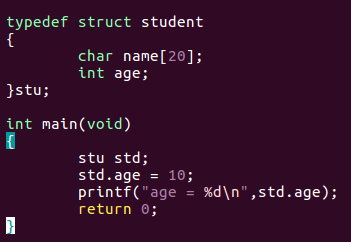 typedef struct student
{
        char name[20];
        int age;
}stu;

int main(void)
{
        stu std;
        std.age = 10;
        printf("age = %d\n",std.age);
        return 0;
}